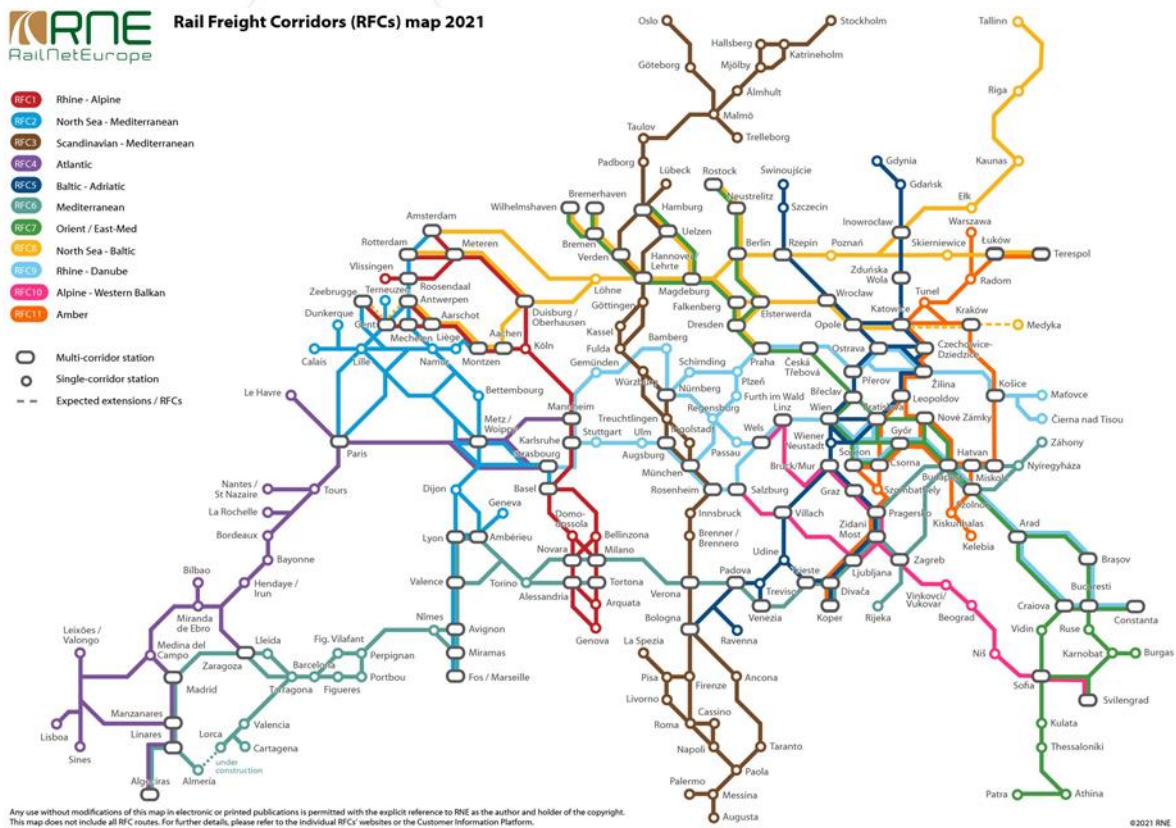 RNE
RailNetEurope
Rail Freight Corridors (RFCs) map 2021
RFC1 Rhine - Alpine
RFC2 North Sea - Mediterranean
RFC3 Scandinavian - Mediterranean
RFC4 Atlantic
RFC5 Baltic - Adriatic
RFC6 Mediterranean
RFC7 Orient / East-Med
RFC8 North Sea - Baltic
RFC9 Rhine - Danube
RFC10 Alpine - Western Balkan
RFC11 Amber
Multi-corridor station
Single-corridor station
Expected extensions / RFCs
Oslo
Stockholm
Tallinn
Hallsberg
Katrineholm
Göteborg
Mjölby
Älmhult
Riga
Malmö
Taulov
Trelleborg
Padborg
Kaunas
Lübeck
Rostock
Swinoujście
Gdynia
Gdańsk
Ełk
Bremerhaven
Wilhelmshaven
Hamburg
Neustrelitz
Szczecin
Inowrocław
Warszawa
Amsterdam
Bremen
Uelzen
Berlin
Rzepin
Poznań
Skierniewice
Łuków
Terespol
Rotterdam
Meteren
Verden
Hannover/
Lehrte
Vlissingen
Roosendaal
Löhne
Magdeburg
Zduńska
Wola
Radom
Zeebrugge
Terneuzen
Antwerpen
Göttingen
Falkenberg
Wrocław
Tunel
Dunkerque
Gent
Aarschot
Duisburg /
Oberhausen
Elsterwerda
Katowice
Kraków
Mechelen
Liège
Aachen
Kassel
Dresden
Opole
Medyka
Calais
Lille
Namur
Montzen
Köln
Fulda
Bamberg
Praha
Česká
Třebová
Ostrava
Czechowice-
Dziedzice
Gemünden
Schirnding
Bettembourg
Würzburg
Nürnberg
Plzeň
Přerov
Žilina
Košice
Maťovce
Le Havre
Mannheim
Treuchtlingen
Regensburg
Furth im Wald
Břeclav
Leopoldov
Čierna nad Tisou
Metz /
Woippy
Karlsruhe
Stuttgart
Ulm
Ingolstadt
Linz
Wien
Bratislava
Nové Zámky
Paris
Strasbourg
Augsburg
Passau
Wels
Wiener
Neustadt
Sopron
Győr
Hatvan
Záhony
München
Bruck/Mur
Csorna
Budapest
Miskolc
Nyíregyháza
Dijon
Basel
Rosenheim
Salzburg
Graz
Szombathely
Szolnok
Nantes /
St Nazaire
Tours
Geneva
Domo-
dossola
Innsbruck
Villach
Pragersko
Kiskunhalas
Arad
La Rochelle
Bordeaux
Lyon
Ambérieu
Bellinzona
Brenner /
Brennero
Zidani
Most
Kelebia
Bayonne
Novara
Milano
Udine
Zagreb
Brașov
Bilbao
Hendaye /
Irun
Valence
Torino
Tortona
Verona
Padova
Treviso
Trieste
Divača
Ljubljana
Vinkovci/
Vukovar
București
Alessandria
Arquata
Venezia
Koper
Rijeka
Beograd
Craiova
Constanta
Miranda
de Ebro
Nîmes
Avignon
Genova
Bologna
Ravenna
Vidin
Ruse
Leixões /
Valongo
Medina del
Campo
Lleida
Fig. Vilafant
Perpignan
Miramas
La Spezia
Niš
Karnobat
Burgas
Zaragoza
Barcelona
Tarragona
Figueres
Portbou
Fos / Marseille
Pisa
Firenze
Ancona
Sofia
Svilengrad
Madrid
Livorno
Manzanares
Valencia
Roma
Cassino
Kulata
Lisboa
Linares
Lorca
Cartagena
Napoli
Taranto
Thessaloniki
Sines
under
construction
Algeciras
Almería
Palermo
Paola
Messina
Patra
Athina
Augusta
Any use without modifications of this map in electronic or printed publications is permitted with the explicit reference to RNE as the author and holder of the copyright.
This map does not include all RFC routes. For further details, please refer to the individual RFCs' websites or the Customer Information Platform.
©2021 RNE